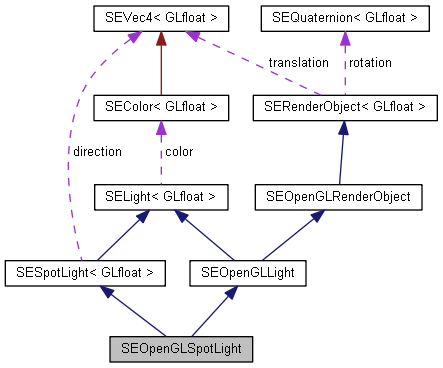 SEVec4< GLfloat >
SEQuaternion< GLfloat >
translation
rotation
SEColor< GLfloat >
SERenderObject< GLfloat >
direction
color
SELight< GLfloat >
SEOpenGLRenderObject
SESpotLight< GLfloat >
SEOpenGLLight
SEOpenGLSpotLight